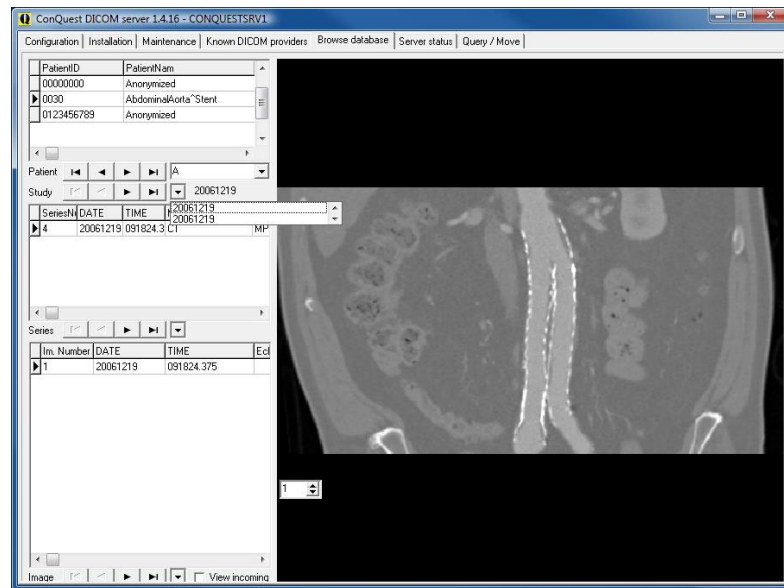 ConQuest DICOM server 1.4.16 - CONQUESTSRV1
Configuration Installation Maintenance Known DICOM providers Browse database Server status Query / Move
PatientID PatientNam
00000000 Anonymized
0030 AbdominalAorta^Stent
0123456789 Anonymized
Patient A
Study 20061219
20061219
20061219
SeriesN DATE TIME
4 20061219 091824.3 CT MP
Series
Im. Number DATE TIME Ec
1 20061219 091824.375
1
Image View incoming